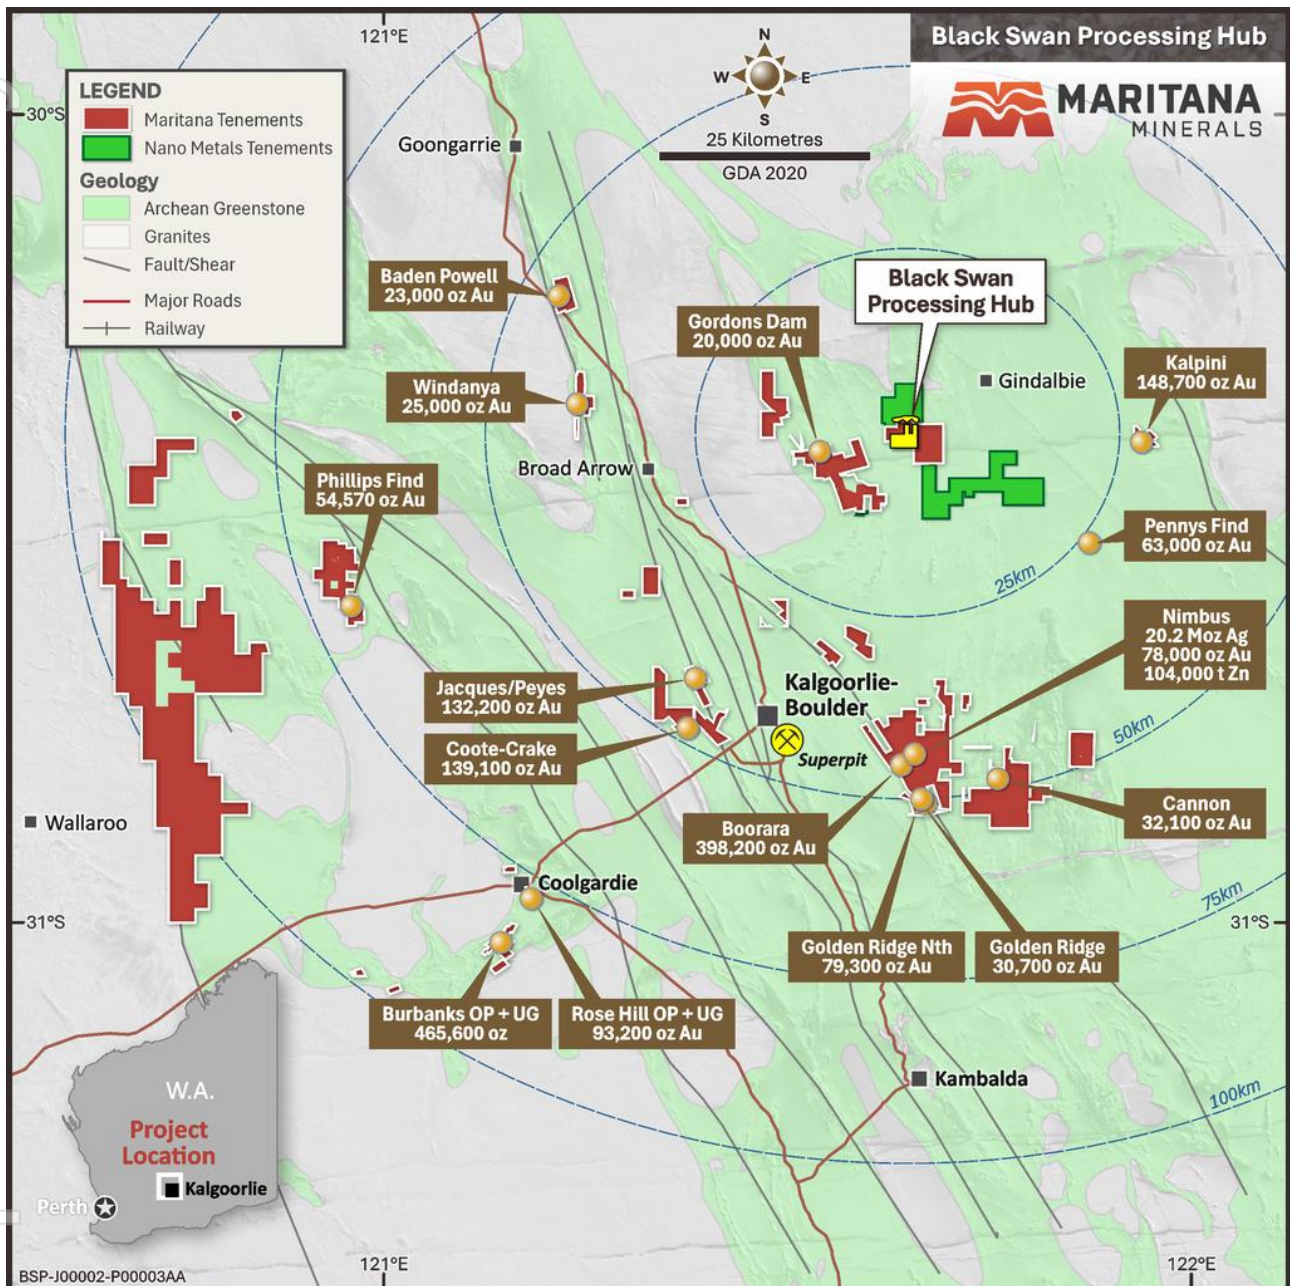 Black Swan Processing Hub
MARITANA
MINERALS
121°E
N
W
E
S
25 Kilometres
GDA 2020
30°S
LEGEND
Maritana Tenements
Nano Metals Tenements
Geology
Archean Greenstone
Granites
Fault/Shear
Major Roads
Railway
Goongarrie
Baden Powell
23,000 oz Au
Black Swan
Processing Hub
Gordons Dam
20,000 oz Au
Gindalbie
Kalpini
148,700 oz Au
Windanya
25,000 oz Au
Broad Arrow
Phillips Find
54,570 oz Au
Pennys Find
63,000 oz Au
25km
Nimbus
20.2 Moz Ag
78,000 oz Au
104,000 t Zn
Jacques/Peyes
132,200 oz Au
Kalgoorlie-
Boulder
50km
Coote-Crake
139,100 oz Au
Superpit
Wallaroo
Cannon
32,100 oz Au
Boorara
398,200 oz Au
Coolgardie
75km
31°S
31°S
Golden Ridge Nth
79,300 oz Au
Golden Ridge
30,700 oz Au
Burbanks OP + UG
465,600 oz
Rose Hill OP + UG
93,200 oz Au
Kambalda
100km
W.A.
Project
Location
Kalgoorlie
Perth
121°E
122°E
BSP-J00002-P00003AA